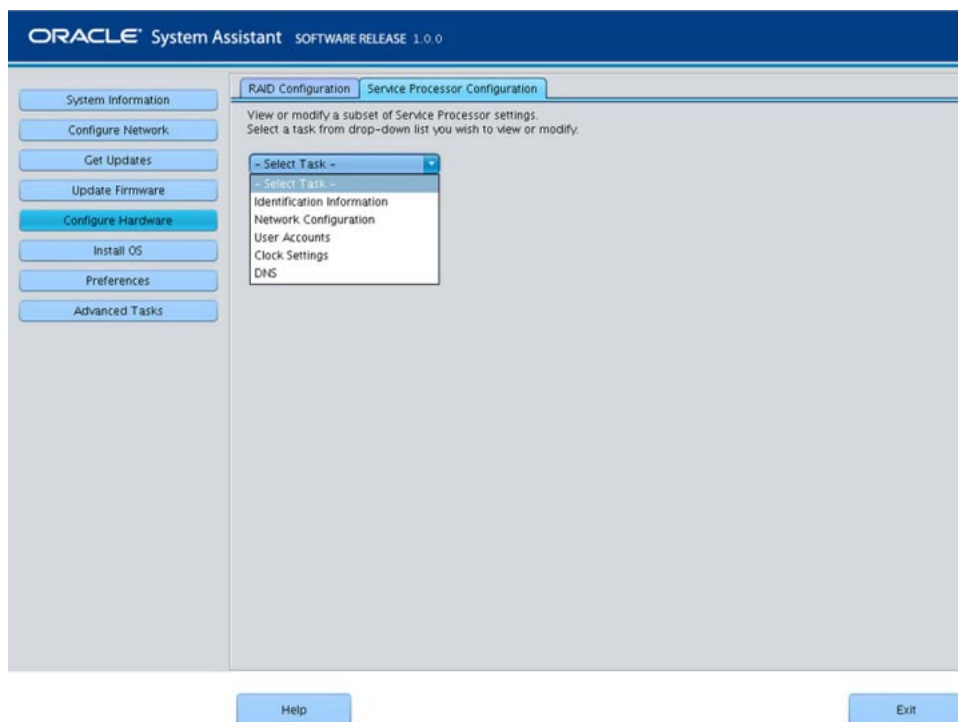 ORACLE® System Assistant SOFTWARE RELEASE 1.0.0
System Information
Configure Network
Get Updates
Update Firmware
Configure Hardware
Install OS
Preferences
Advanced Tasks
RAID Configuration
Service Processor Configuration
View or modify a subset of Service Processor settings.
Select a task from drop-down list you wish to view or modify.
- Select Task -
- Select Task -
Identification Information
Network Configuration
User Accounts
Clock Settings
DNS
Help
Exit